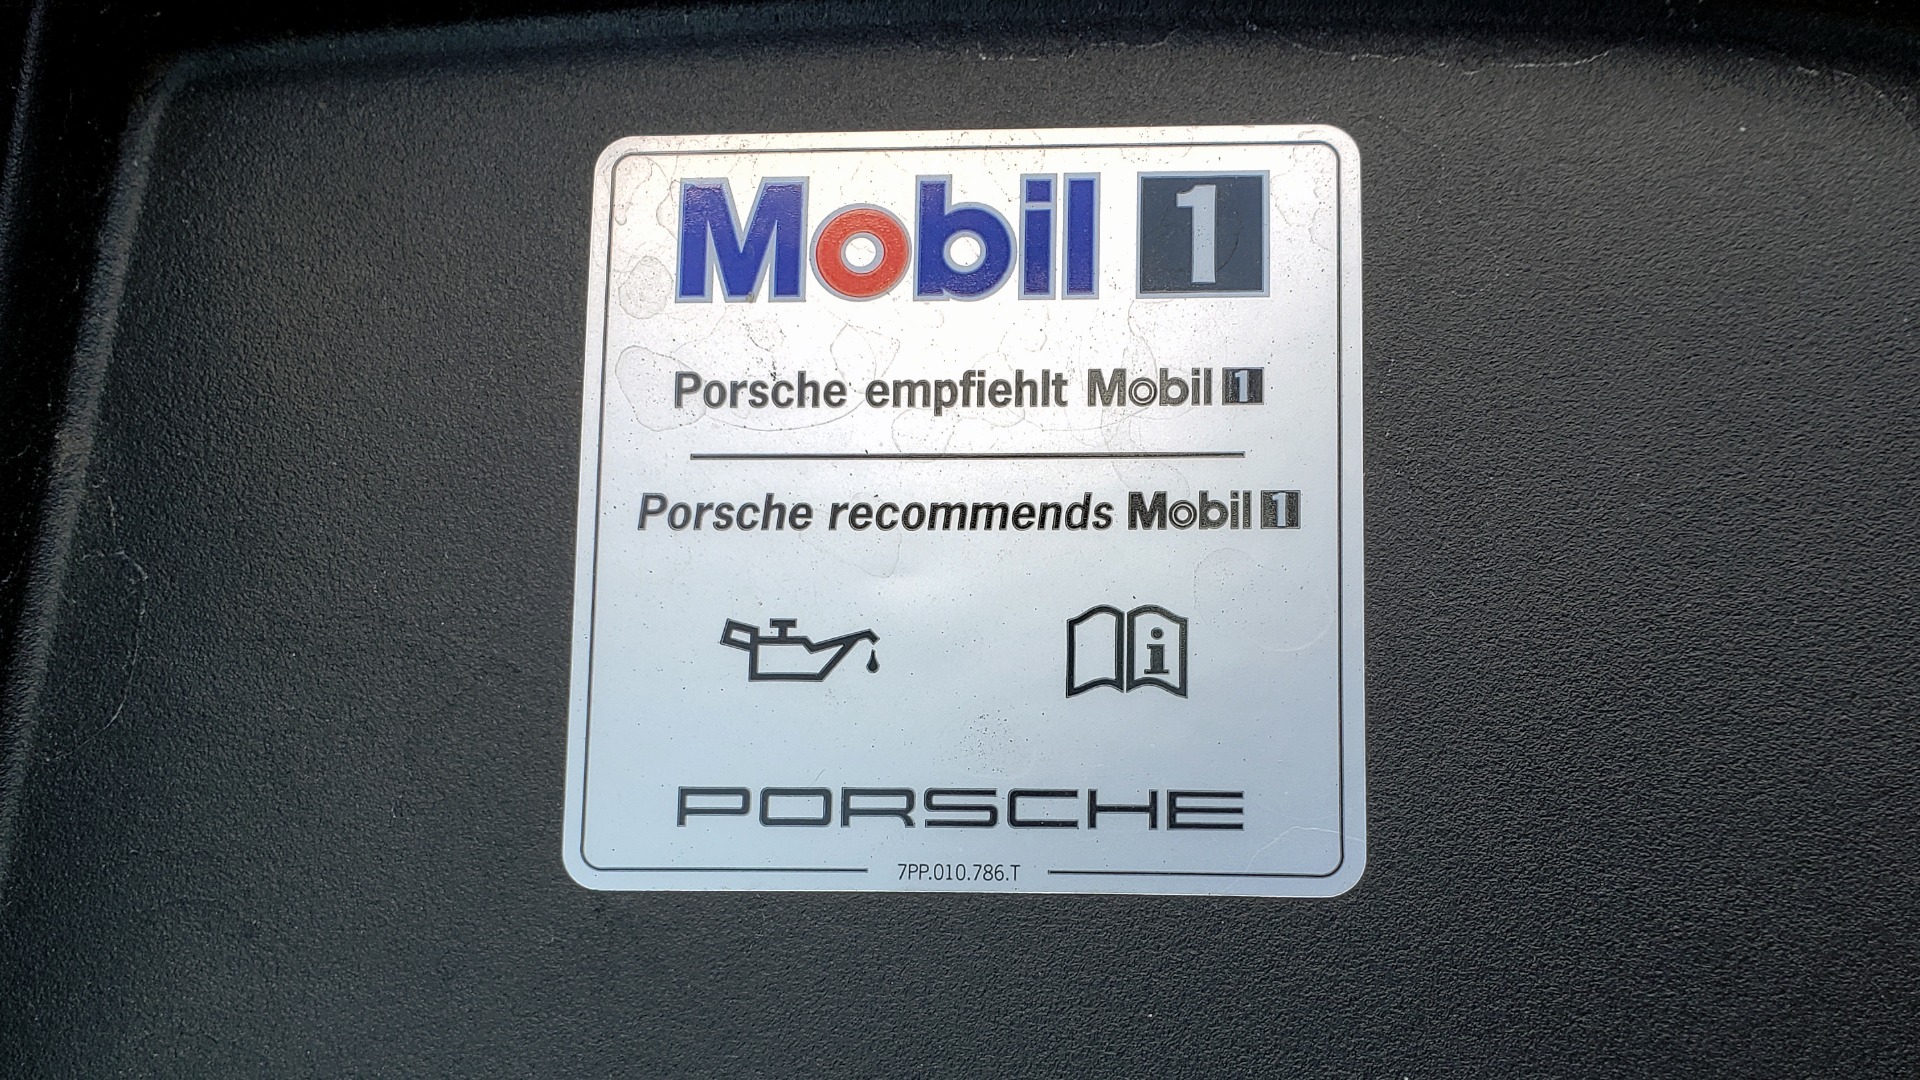 Mobil 1
Porsche empfiehlt Mobil 1
Porsche recommends Mobil 1
i
PORSCHE
7PP.010.786.T